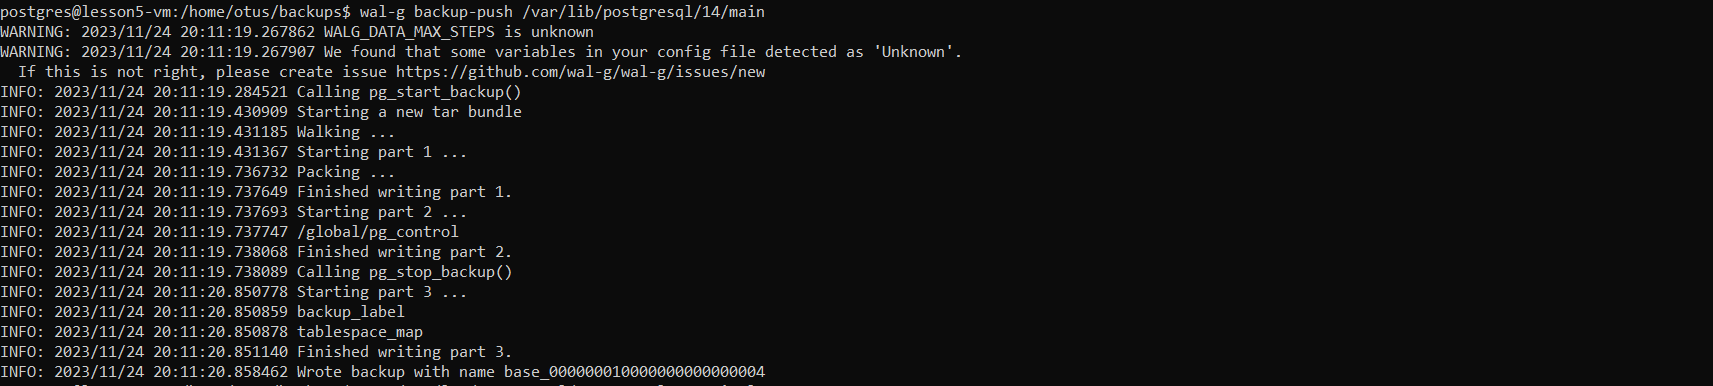 postgres@lesson5-vm:/home/otus/backups$ wal-g backup-push /var/lib/postgresql/14/main
WARNING: 2023/11/24 20:11:19.267862 WALG_DATA_MAX_STEPS is unknown
WARNING: 2023/11/24 20:11:19.267907 We found that some variables in your config file detected as 'Unknown'.
  If this is not right, please create issue https://github.com/wal-g/wal-g/issues/new
INFO: 2023/11/24 20:11:19.284521 Calling pg_start_backup()
INFO: 2023/11/24 20:11:19.430909 Starting a new tar bundle
INFO: 2023/11/24 20:11:19.431185 Walking ...
INFO: 2023/11/24 20:11:19.431367 Starting part 1 ...
INFO: 2023/11/24 20:11:19.736732 Packing ...
INFO: 2023/11/24 20:11:19.737649 Finished writing part 1.
INFO: 2023/11/24 20:11:19.737693 Starting part 2 ...
INFO: 2023/11/24 20:11:19.737747 /global/pg_control
INFO: 2023/11/24 20:11:19.738068 Finished writing part 2.
INFO: 2023/11/24 20:11:19.738089 Calling pg_stop_backup()
INFO: 2023/11/24 20:11:20.850778 Starting part 3 ...
INFO: 2023/11/24 20:11:20.850859 backup_label
INFO: 2023/11/24 20:11:20.850878 tablespace_map
INFO: 2023/11/24 20:11:20.851140 Finished writing part 3.
INFO: 2023/11/24 20:11:20.858462 Wrote backup with name base_000000010000000000000004